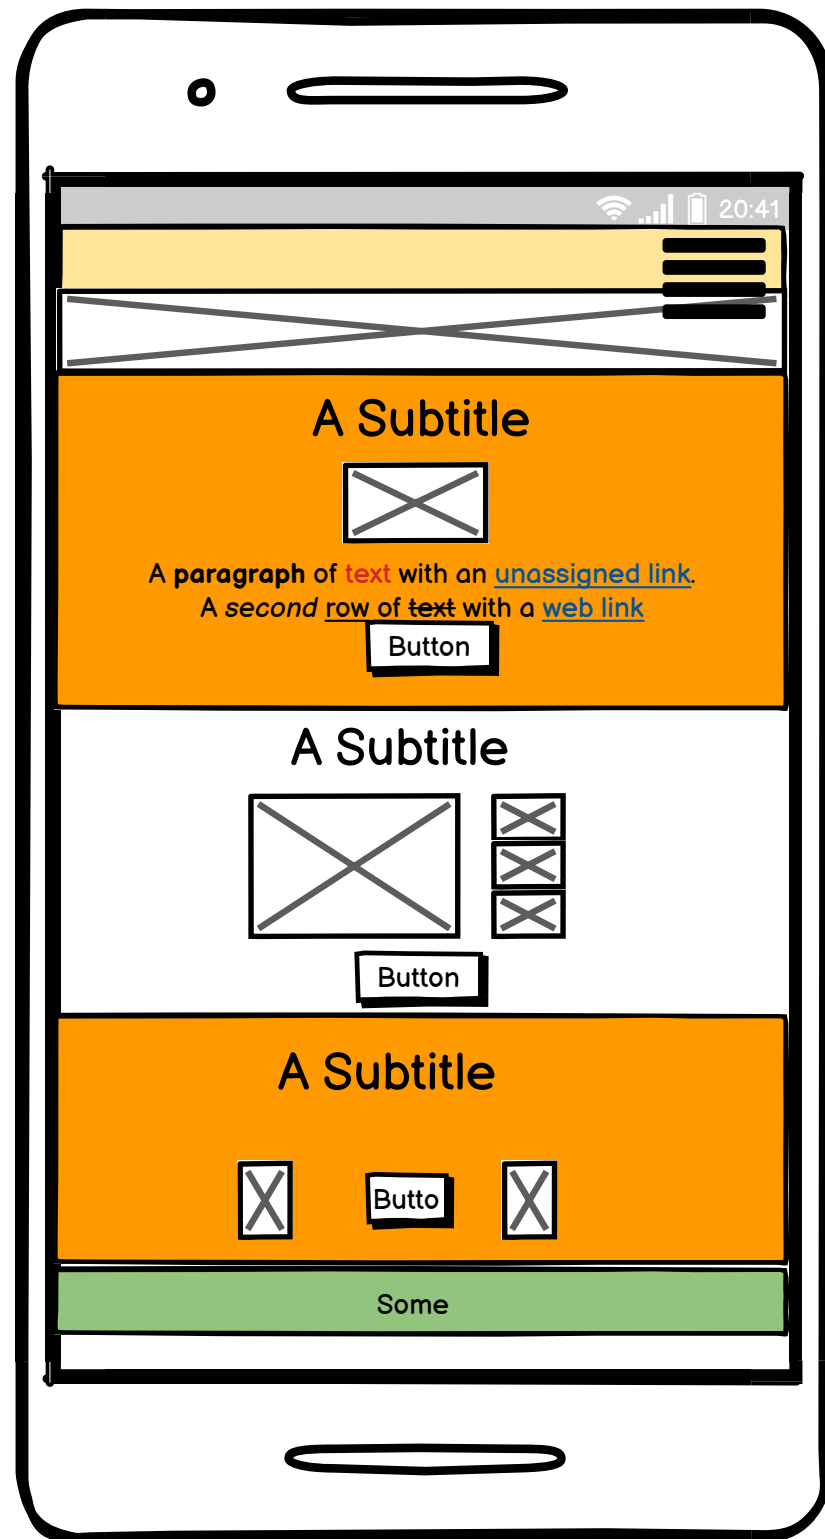 20:41
A Subtitle
A paragraph of text with an unassigned link.
A second row of text with a web link
Button
A Subtitle
Button
A Subtitle
Butto
Some